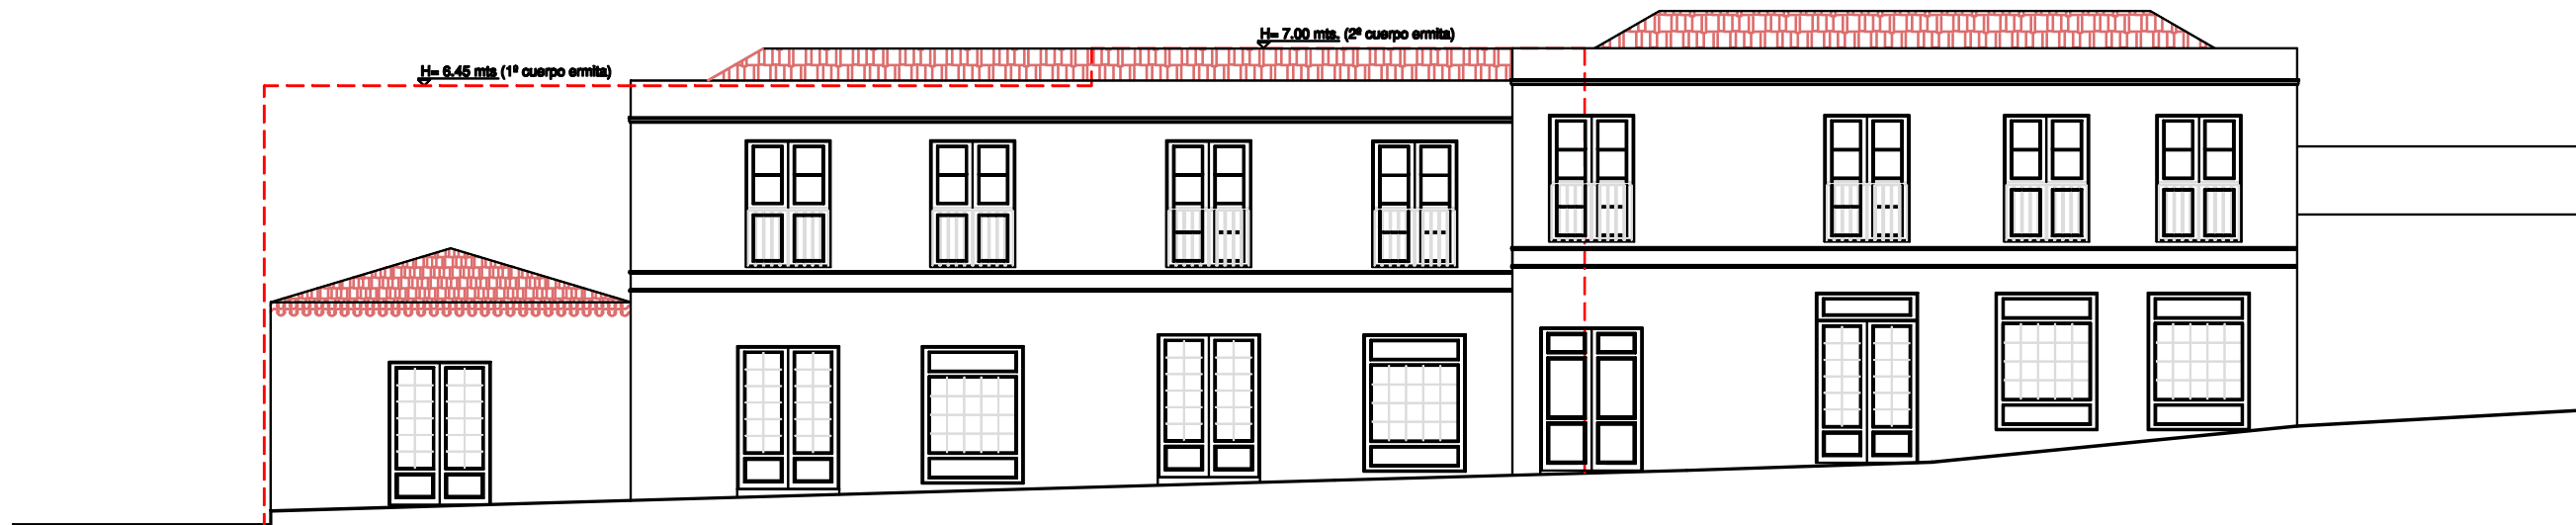 H= 7.00 mts. (2º cuerpo ermita)
H= 6.45 mts (1º cuerpo ermita)